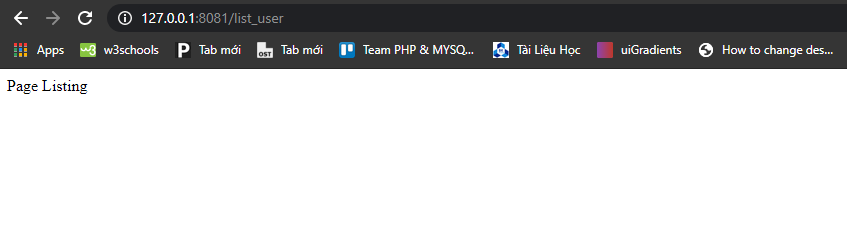 127.0.0.1:8081/list_user
Apps w3schools Tab mới Tab mới Team PHP & MYSQ... Tài Liệu Học uiGradients How to change des...
Page Listing